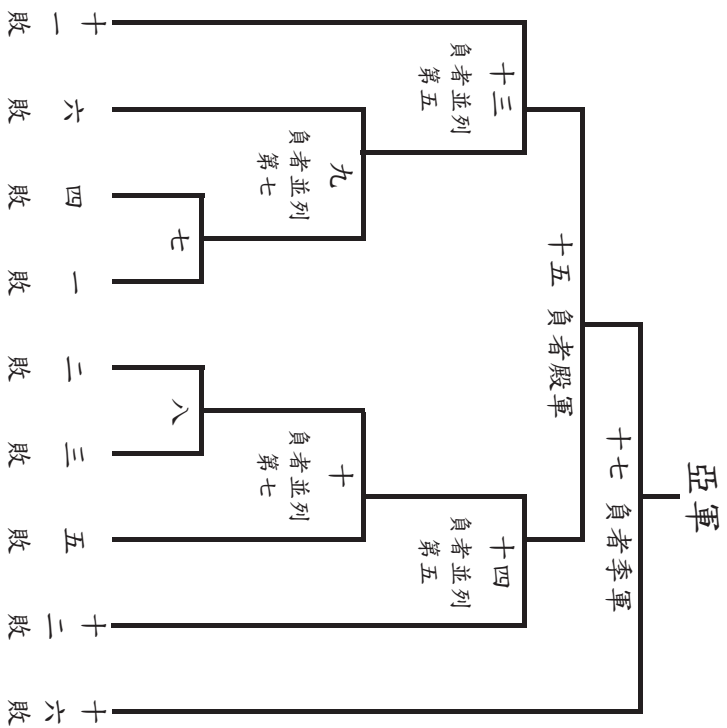 亞軍
十七 負者季軍
十五 負者殿軍
十三
負者並列
第五
十四
負者並列
第五
九
負者並列
第七
十
負者並列
第七
七
八
十一敗
六敗
四敗
一敗
二敗
三敗
五敗
十二敗
十六敗